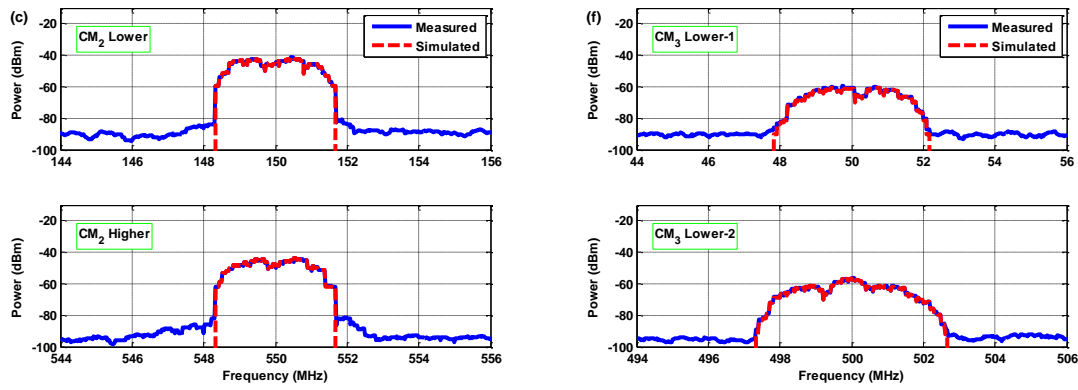 (c)
CM2 Lower
Measured
Simulated
Power (dBm)
-20
-40
-60
-80
-100
144 146 148 150 152 154 156
CM2 Higher
Power (dBm)
-20
-40
-60
-80
-100
544 546 548 550 552 554 556
Frequency (MHz)
(f)
CM3 Lower-1
Measured
Simulated
Power (dBm)
-20
-40
-60
-80
-100
44 46 48 50 52 54 56
CM3 Lower-2
Power (dBm)
-20
-40
-60
-80
-100
494 496 498 500 502 504 506
Frequency (MHz)